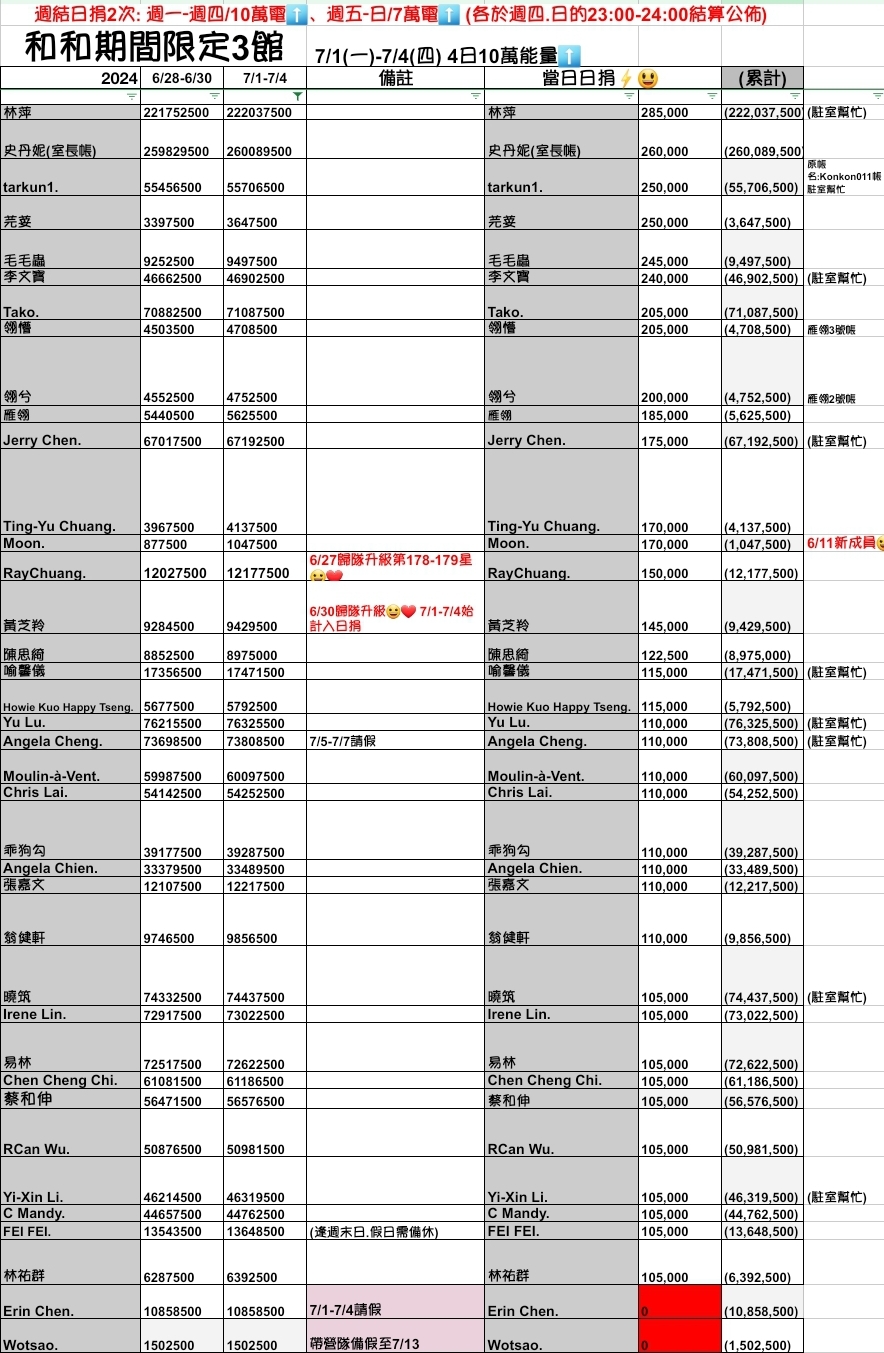 週結日捐2次: 週一-週四/10萬電⬆️、週五-日/7萬電⬆️ (各於週四.日的23:00-24:00結算公佈)
和和期間限定3館 7/1(一)-7/4(四) 4日10萬能量⬆️
2024 6/28-6/30 7/1-7/4 備註 當日日捐⚡😃 (累計)
林萍 221752500 222037500 林萍 285,000 (222,037,500) (駐室幫忙)
史丹妮(室長帳) 259829500 260089500 史丹妮(室長帳) 260,000 (260,089,500)
原帳
名:Konkon011帳
tarkun1. 55456500 55706500 tarkun1. 250,000 (55,706,500) 駐室幫忙
芫荽 3397500 3647500 芫荽 250,000 (3,647,500)
毛毛蟲 9252500 9497500 毛毛蟲 245,000 (9,497,500)
李文寶 46662500 46902500 李文寶 240,000 (46,902,500) (駐室幫忙)
Tako. 70882500 71087500 Tako. 205,000 (71,087,500)
翎懵 4503500 4708500 翎懵 205,000 (4,708,500) 雁翎3號帳
翎兮 4552500 4752500 翎兮 200,000 (4,752,500) 雁翎2號帳
雁翎 5440500 5625500 雁翎 185,000 (5,625,500)
Jerry Chen. 67017500 67192500 Jerry Chen. 175,000 (67,192,500) (駐室幫忙)
Ting-Yu Chuang. 3967500 4137500 Ting-Yu Chuang. 170,000 (4,137,500)
Moon. 877500 1047500 Moon. 170,000 (1,047,500) 6/11新成員
6/27歸隊升級第178-179星
RayChuang. 12027500 12177500 😀❤️ RayChuang. 150,000 (12,177,500)
6/30歸隊升級😀❤️ 7/1-7/4始
黃芝羚 9284500 9429500 計入日捐 黃芝羚 145,000 (9,429,500)
陳思綺 8852500 8975000 陳思綺 122,500 (8,975,000)
喻馨儀 17356500 17471500 喻馨儀 115,000 (17,471,500) (駐室幫忙)
Howie Kuo Happy Tseng. 5677500 5792500 Howie Kuo Happy Tseng. 115,000 (5,792,500)
Yu Lu. 76215500 76325500 Yu Lu. 110,000 (76,325,500) (駐室幫忙)
Angela Cheng. 73698500 73808500 7/5-7/7請假 Angela Cheng. 110,000 (73,808,500) (駐室幫忙)
Moulin-à-Vent. 59987500 60097500 Moulin-à-Vent. 110,000 (60,097,500)
Chris Lai. 54142500 54252500 Chris Lai. 110,000 (54,252,500)
乖狗勾 39177500 39287500 乖狗勾 110,000 (39,287,500)
Angela Chien. 33379500 33489500 Angela Chien. 110,000 (33,489,500)
張嘉文 12107500 12217500 張嘉文 110,000 (12,217,500)
翁健軒 9746500 9856500 翁健軒 110,000 (9,856,500)
曉筑 74332500 74437500 曉筑 105,000 (74,437,500) (駐室幫忙)
Irene Lin. 72917500 73022500 Irene Lin. 105,000 (73,022,500)
易林 72517500 72622500 易林 105,000 (72,622,500)
Chen Cheng Chi. 61081500 61186500 Chen Cheng Chi. 105,000 (61,186,500)
蔡和伸 56471500 56576500 蔡和伸 105,000 (56,576,500)
RCan Wu. 50876500 50981500 RCan Wu. 105,000 (50,981,500)
Yi-Xin Li. 46214500 46319500 Yi-Xin Li. 105,000 (46,319,500) (駐室幫忙)
C Mandy. 44657500 44762500 C Mandy. 105,000 (44,762,500)
FEI FEI. 13543500 13648500 (逢週末日.假日需備休) FEI FEI. 105,000 (13,648,500)
林祐群 6287500 6392500 林祐群 105,000 (6,392,500)
Erin Chen. 10858500 10858500 7/1-7/4請假 Erin Chen. 0 (10,858,500)
Wotsao. 1502500 1502500 帶營隊備假至7/13 Wotsao. 0 (1,502,500)